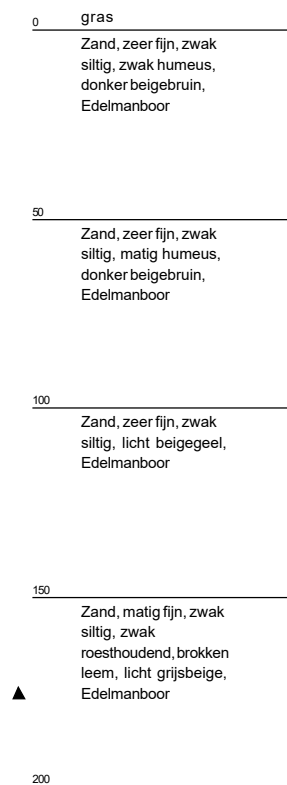 0 gras
Zand, zeer fijn, zwak
siltig, zwak humeus,
donker beigebruin,
Edelmanboor
50
Zand, zeer fijn, zwak
siltig, matig humeus,
donker beigebruin,
Edelmanboor
100
Zand, zeer fijn, zwak
siltig, licht beigegeel,
Edelmanboor
150
Zand, matig fijn, zwak
siltig, zwak
roesthoudend, brokken
leem, licht grijsbeige,
Edelmanboor
200